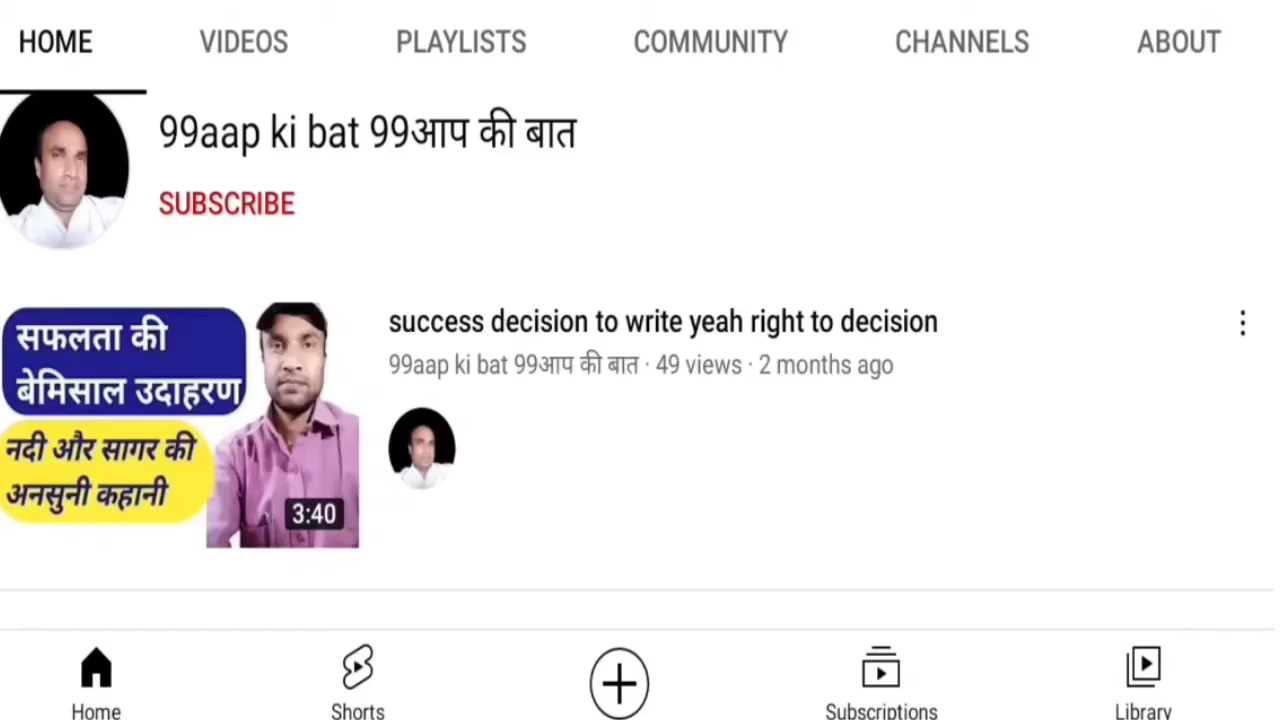 HOME VIDEOS PLAYLISTS COMMUNITY CHANNELS ABOUT
99aap ki bat 99आप की बात
SUBSCRIBE
सफलता की
बेमिसाल उदाहरण
नदी और सागर की
अनसुनी कहानी
3:40
success decision to write yeah right to decision
99aap ki bat 99आप की बात · 49 views · 2 months ago
Home Shorts Subscriptions Library